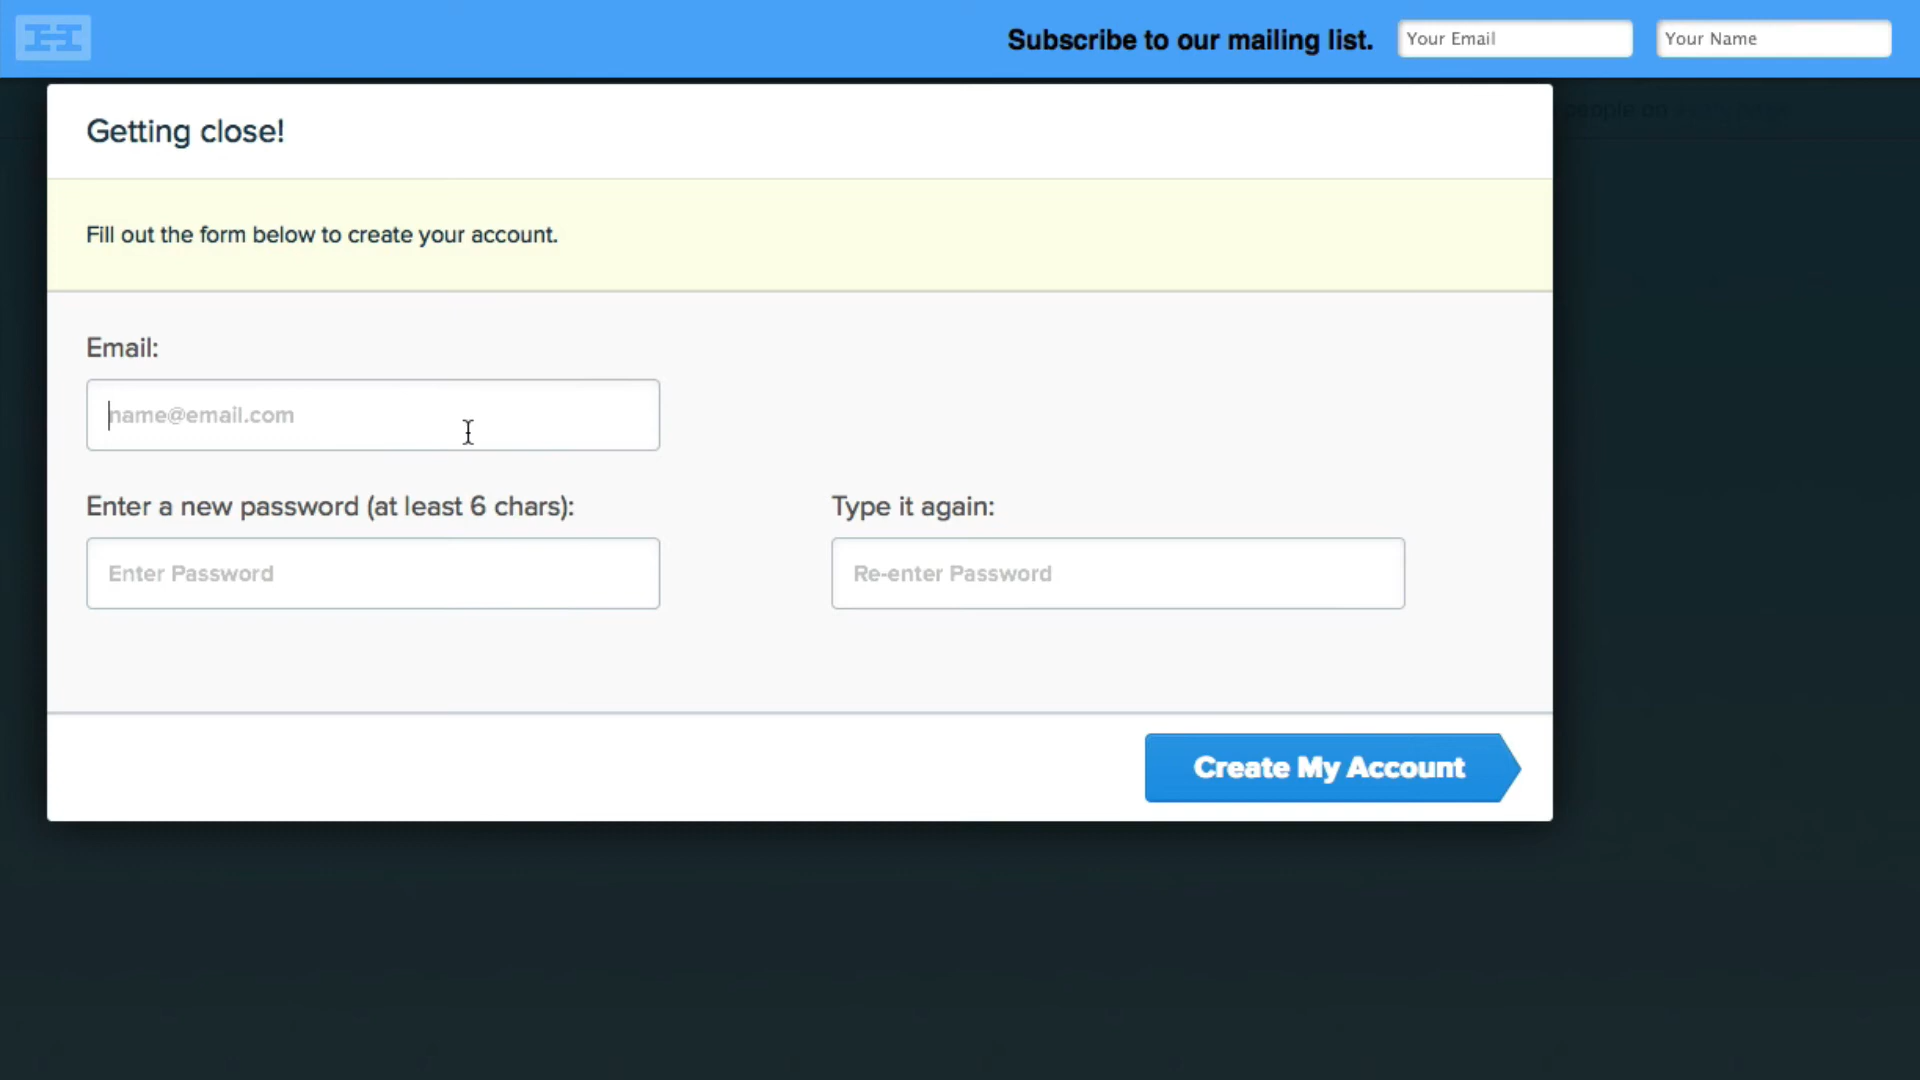 Subscribe to our mailing list.
Your Email
Your Name
people on
Getting close!
Fill out the form below to create your account.
Email:
name@email.com
Enter a new password (at least 6 chars):
Type it again:
Enter Password
Re-enter Password
Create My Account